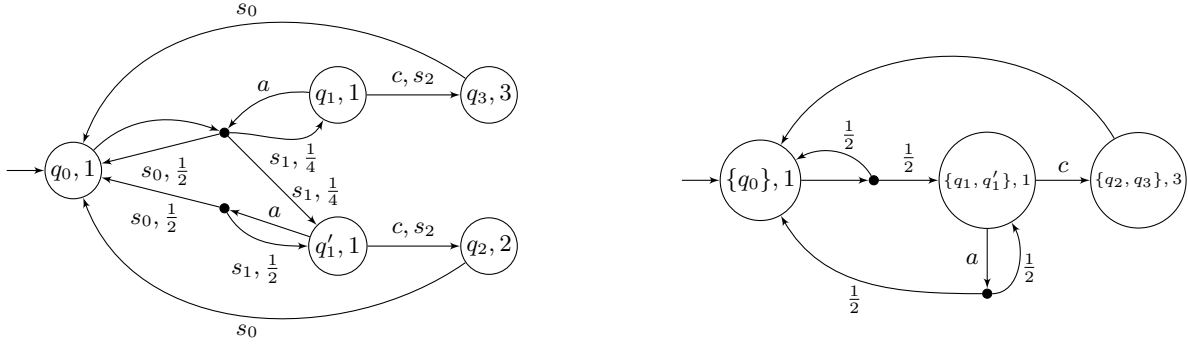 s₀
a
q₁, 1
c, s₂
q₃, 3
s₁, 1/4
s₀, 1/2
q₀, 1
s₁, 1/4
s₀, 1/2
a
q′₁, 1
c, s₂
q₂, 2
s₁, 1/2
s₀
1/2
1/2
{q₀}, 1
{q₁, q′₁}, 1
c
{q₂, q₃}, 3
a
1/2
1/2